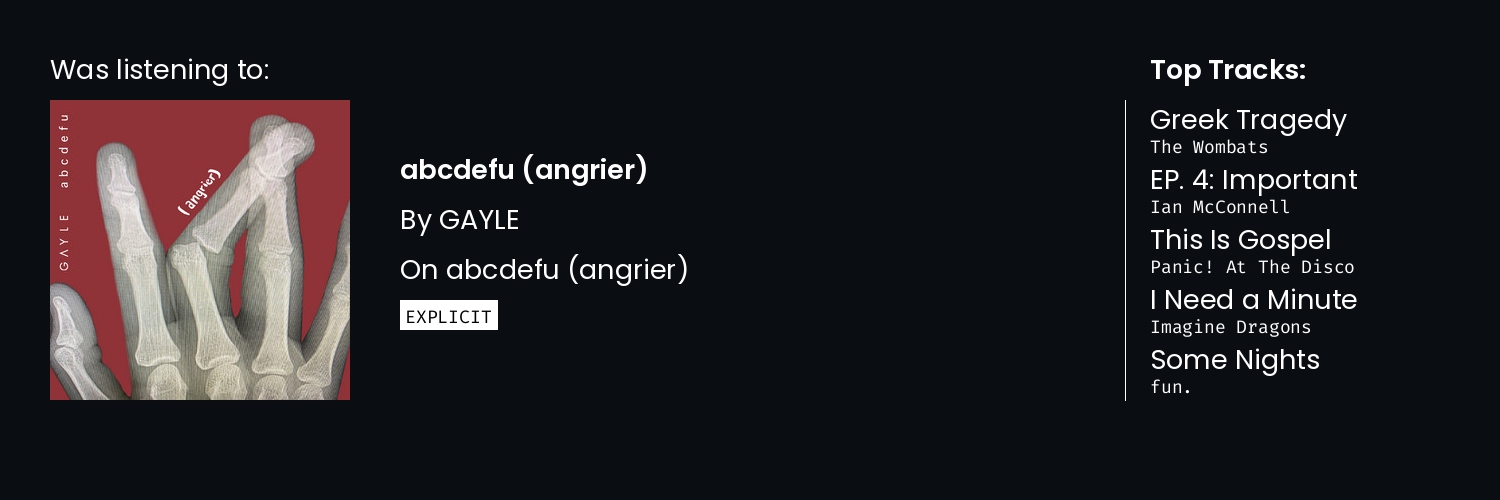 Was listening to:
GAYLE abcdefu
(angrier)
abcdefu (angrier)
By GAYLE
On abcdefu (angrier)
EXPLICIT
Top Tracks:
Greek Tragedy
The Wombats
EP. 4: Important
Ian McConnell
This Is Gospel
Panic! At The Disco
I Need a Minute
Imagine Dragons
Some Nights
fun.